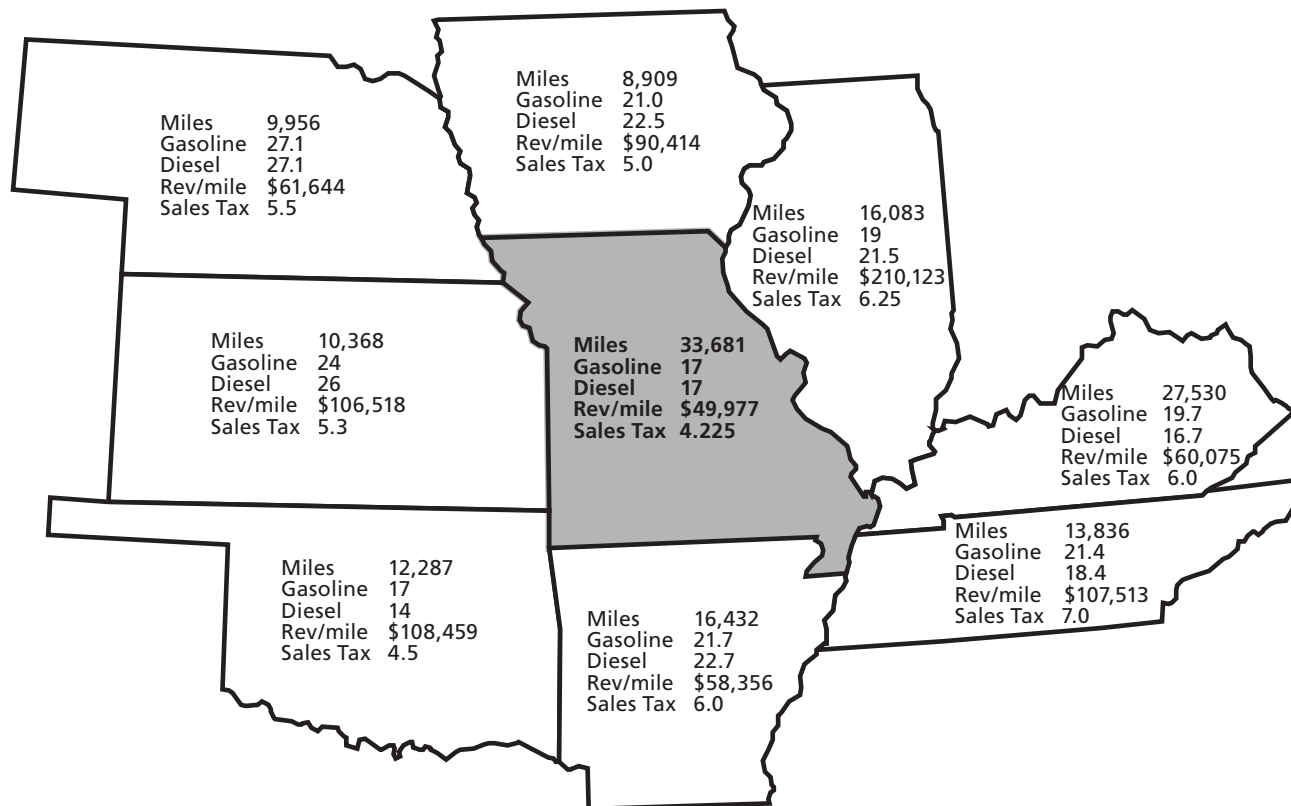 Miles 8,909
Gasoline 21.0
Diesel 22.5
Rev/mile $90,414
Sales Tax 5.0
Miles 9,956
Gasoline 27.1
Diesel 27.1
Rev/mile $61,644
Sales Tax 5.5
Miles 16,083
Gasoline 19
Diesel 21.5
Rev/mile $210,123
Sales Tax 6.25
Miles 10,368
Gasoline 24
Diesel 26
Rev/mile $106,518
Sales Tax 5.3
Miles 33,681
Gasoline 17
Diesel 17
Rev/mile $49,977
Sales Tax 4.225
Miles 27,530
Gasoline 19.7
Diesel 16.7
Rev/mile $60,075
Sales Tax 6.0
Miles 13,836
Gasoline 21.4
Diesel 18.4
Rev/mile $107,513
Sales Tax 7.0
Miles 12,287
Gasoline 17
Diesel 14
Rev/mile $108,459
Sales Tax 4.5
Miles 16,432
Gasoline 21.7
Diesel 22.7
Rev/mile $58,356
Sales Tax 6.0